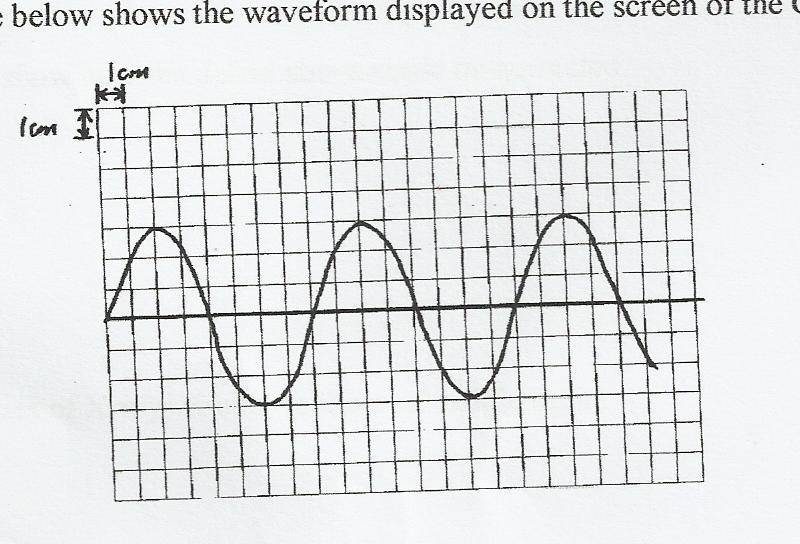 below shows the waveform displayed on the screen of the
1cm
1cm